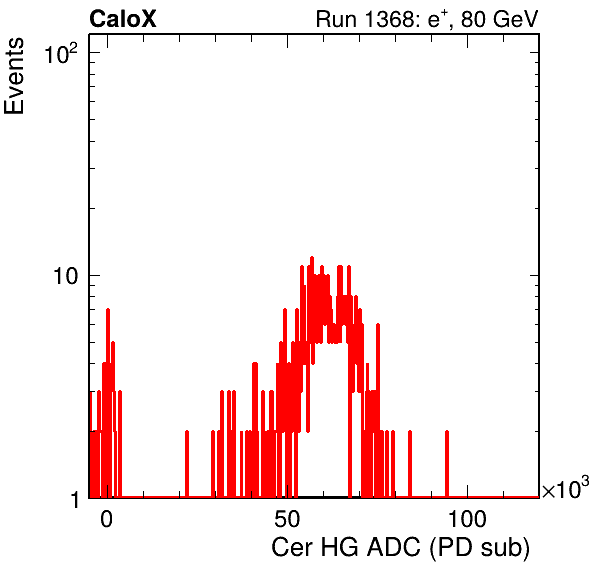 CaloX
Run 1368: e⁺, 80 GeV
Events
10²
10
1
0
50
100
×10³
Cer HG ADC (PD sub)